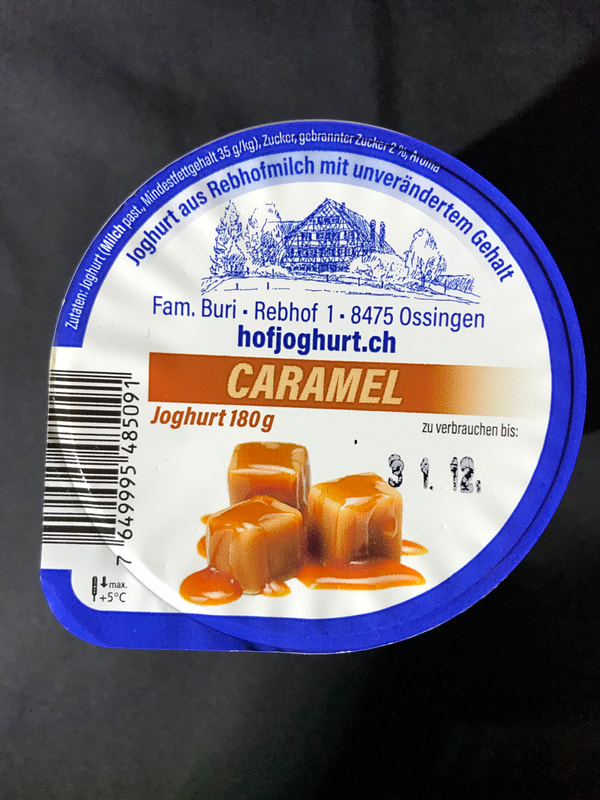 Zutaten: Joghurt (Milch past., Mindestfettgehalt 35 g/kg), Zucker, gebrannter Zucker 2 %, Aroma
Joghurt aus Rebhofmilch mit unverändertem Gehalt
Fam. Buri · Rebhof 1 · 8475 Ossingen
hofjoghurt.ch
CARAMEL
Joghurt 180 g
zu verbrauchen bis:
31. 12.
7 649995 485091
max.
+5°C